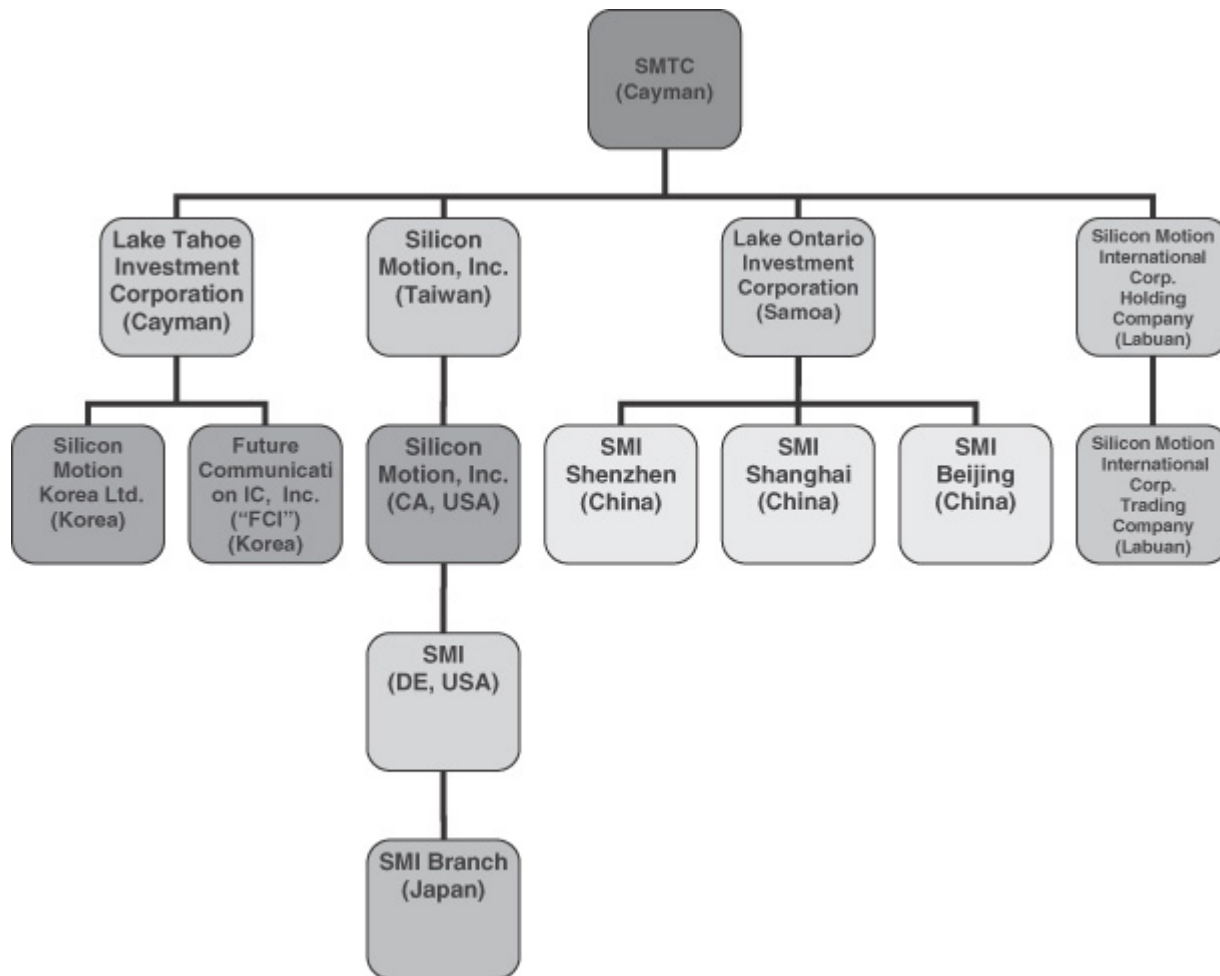 SMTC
(Cayman)
Lake Tahoe
Investment
Corporation
(Cayman)
Silicon
Motion, Inc.
(Taiwan)
Lake Ontario
Investment
Corporation
(Samoa)
Silicon Motion
International
Corp.
Holding
Company
(Labuan)
Silicon
Motion
Korea Ltd.
(Korea)
Future
Communicati
on IC, Inc.
(“FCI”)
(Korea)
Silicon
Motion, Inc.
(CA, USA)
SMI
Shenzhen
(China)
SMI
Shanghai
(China)
SMI
Beijing
(China)
Silicon Motion
International
Corp.
Trading
Company
(Labuan)
SMI
(DE, USA)
SMI Branch
(Japan)